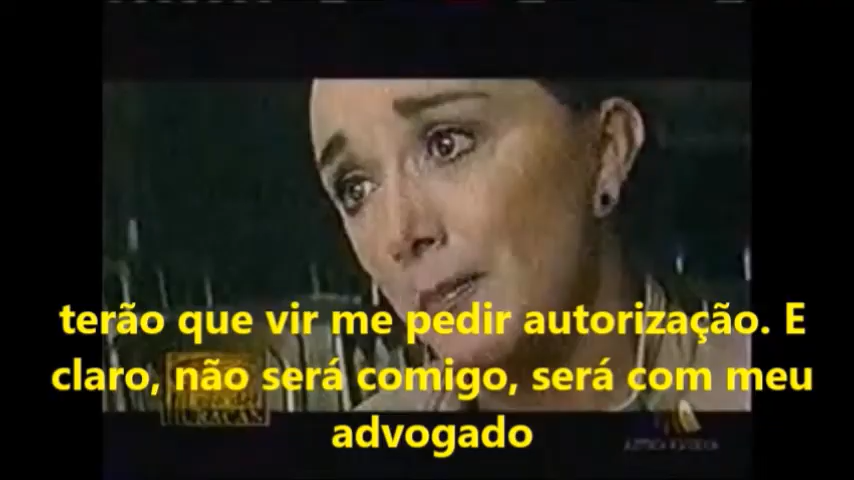 terão que vir me pedir autorização. E
claro, não será comigo, será com meu
advogado